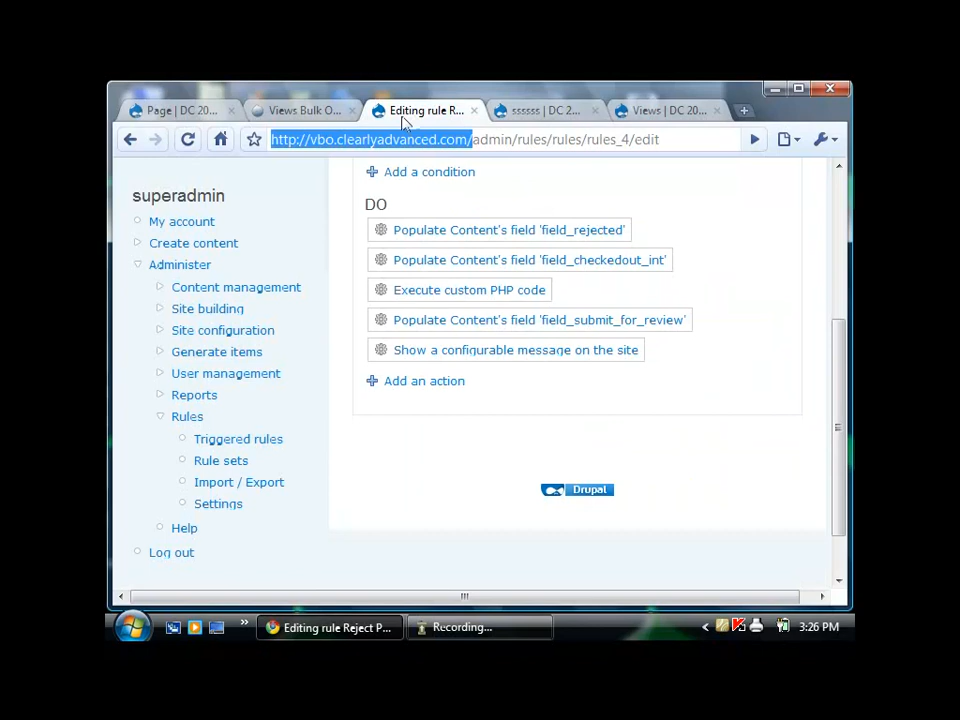 Page | DC 20...
Views Bulk O...
Editing rule R...
ssssss | DC 2...
Views | DC 20...
http://vbo.clearlyadvanced.com/admin/rules/rules/rules_4/edit
superadmin
My account
Create content
Administer
Content management
Site building
Site configuration
Generate items
User management
Reports
Rules
Triggered rules
Rule sets
Import / Export
Settings
Help
Log out
Add a condition
DO
Populate Content's field 'field_rejected'
Populate Content's field 'field_checkedout_int'
Execute custom PHP code
Populate Content's field 'field_submit_for_review'
Show a configurable message on the site
Add an action
Drupal
Editing rule Reject P...
Recording...
3:26 PM